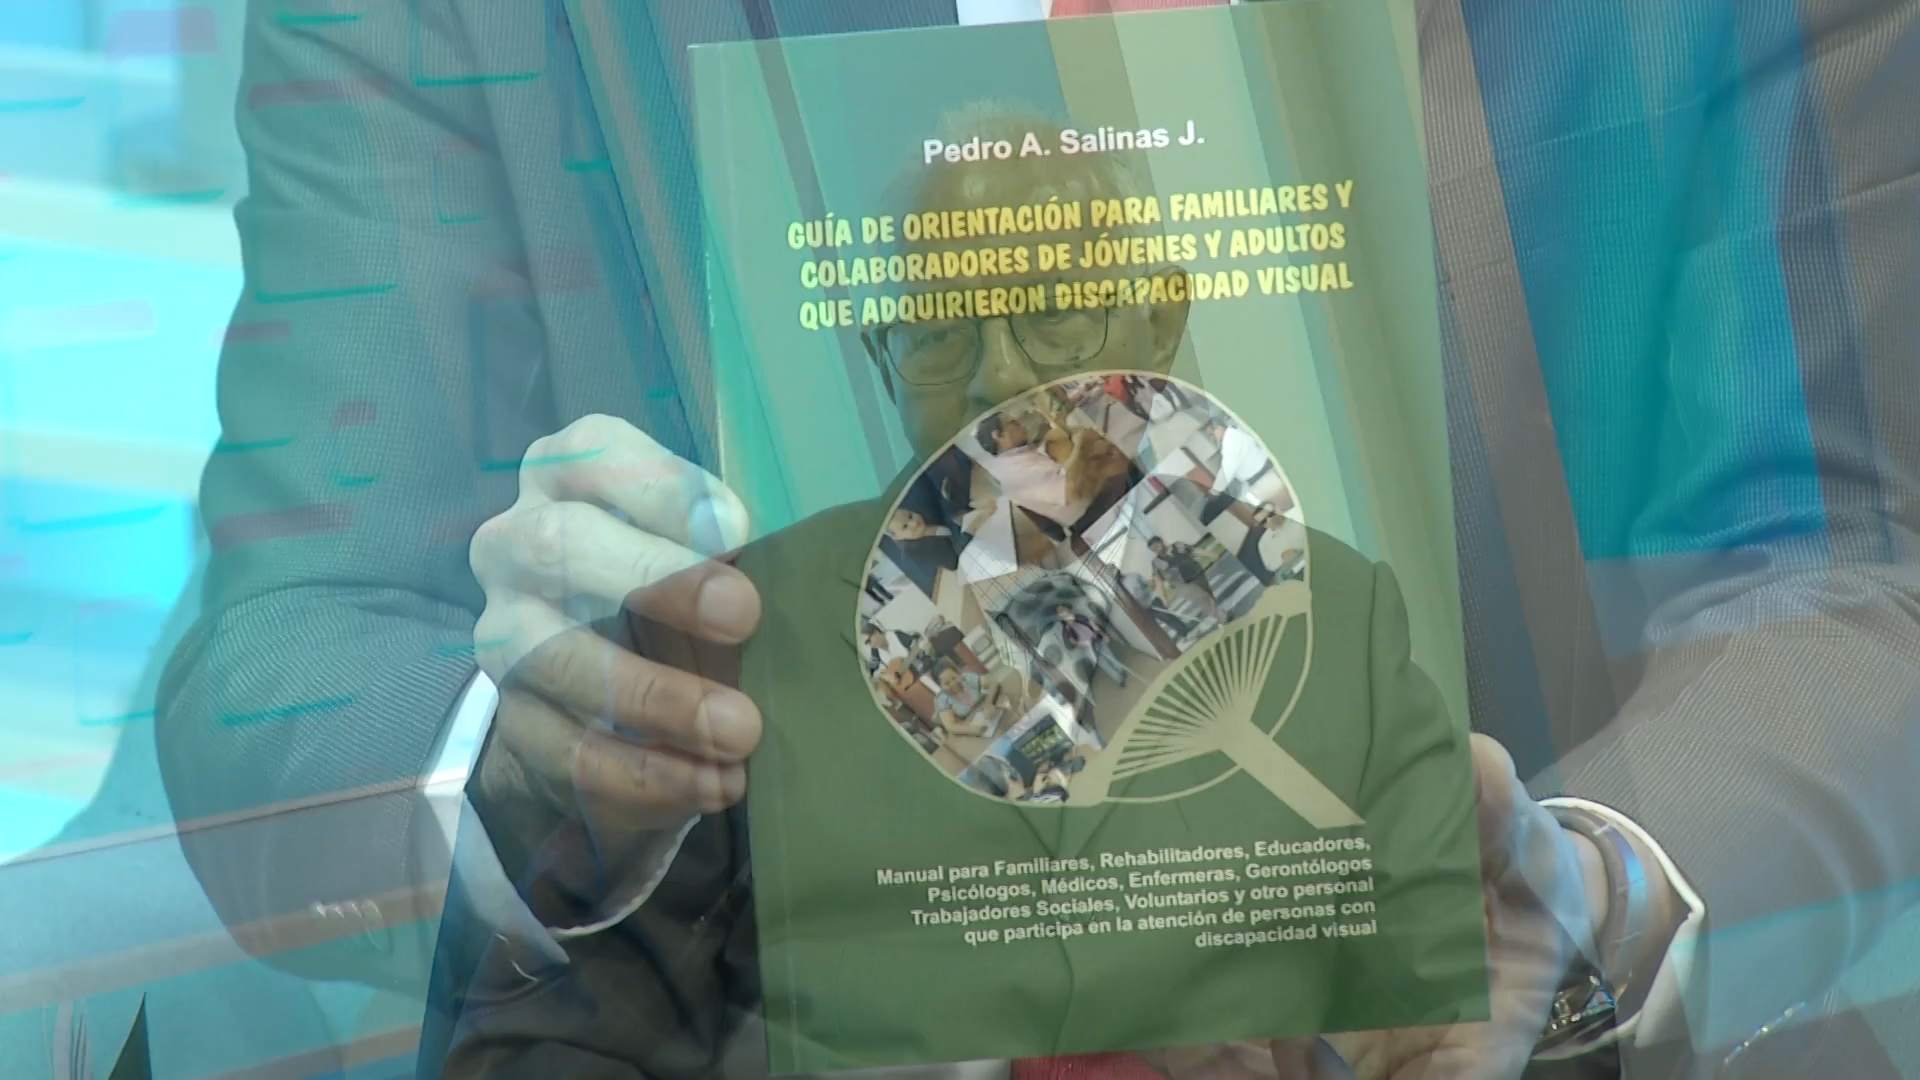 Pedro A. Salinas J.
GUÍA DE ORIENTACIÓN PARA FAMILIARES Y
COLABORADORES DE JÓVENES Y ADULTOS
QUE ADQUIRIERON DISCAPACIDAD VISUAL
Manual para Familiares, Rehabilitadores, Educadores,
Psicólogos, Médicos, Enfermeras, Gerontólogos
Trabajadores Sociales, Voluntarios y otro personal
que participa en la atención de personas con
discapacidad visual